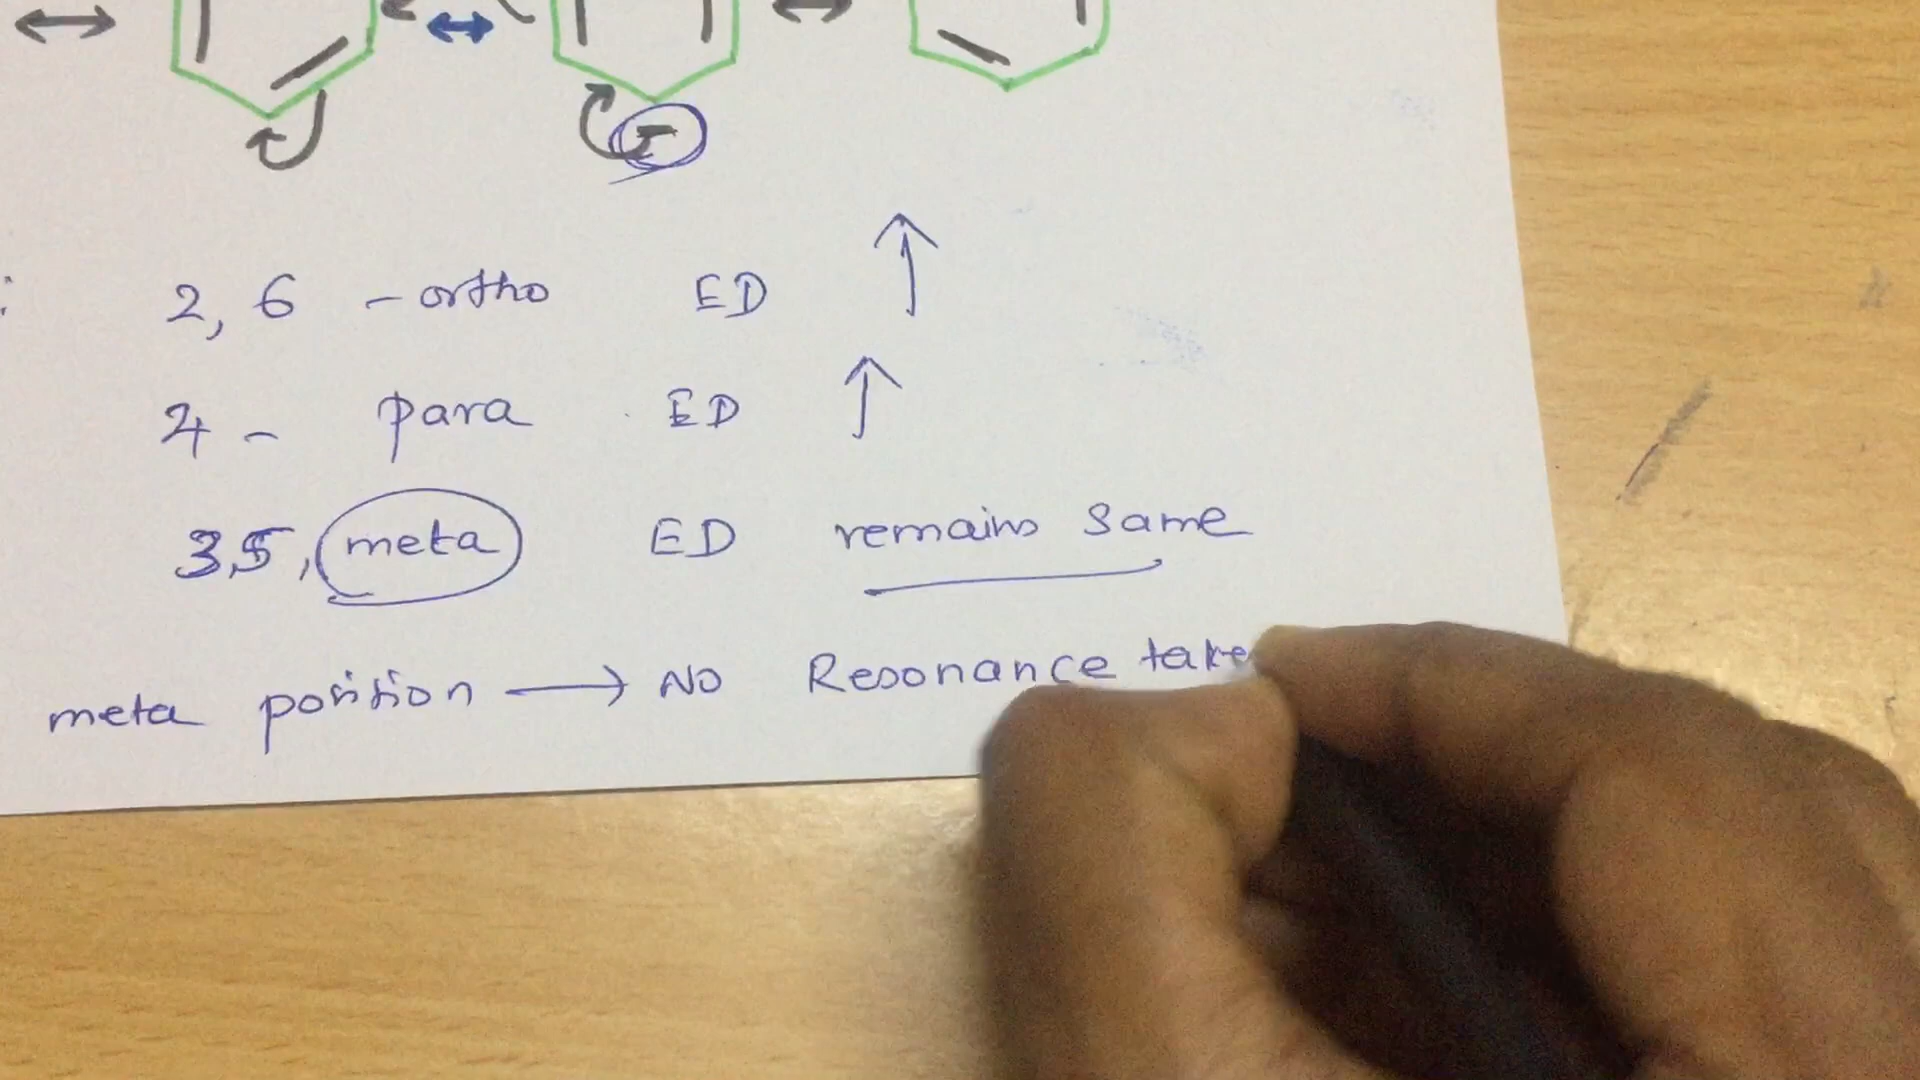 : 2, 6 - ortho ED ↑
4 - para ED ↑
3,5, meta ED remains same
meta position → No Resonance take